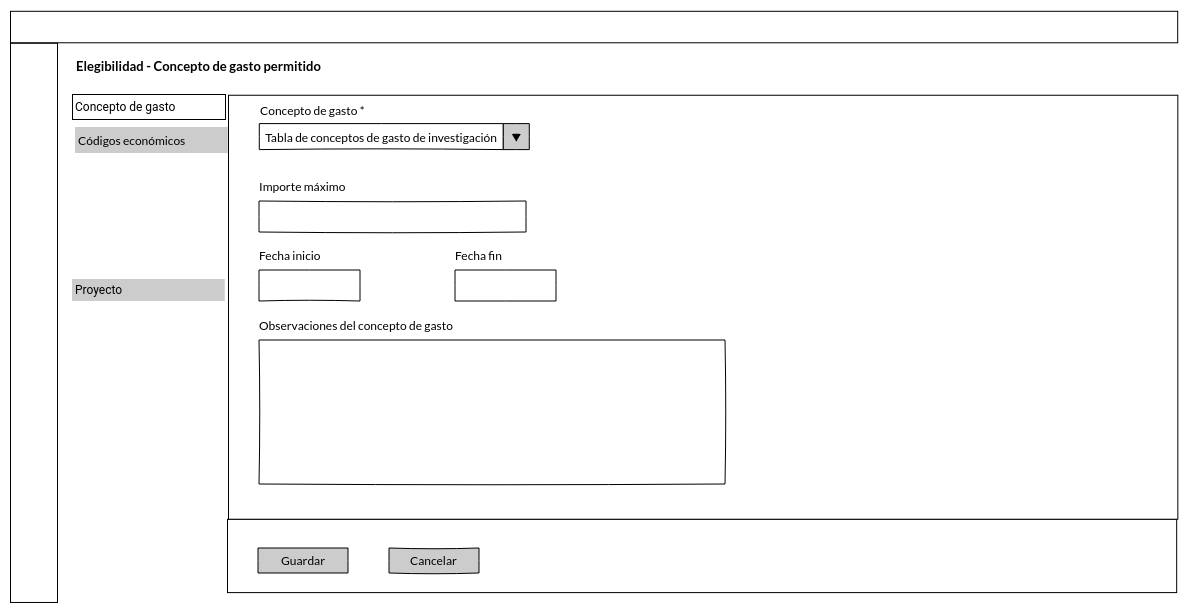 Elegibilidad - Concepto de gasto permitido
Concepto de gasto
Códigos económicos
Proyecto
Concepto de gasto *
Tabla de conceptos de gasto de investigación
Importe máximo
Fecha inicio
Fecha fin
Observaciones del concepto de gasto
Guardar
Cancelar